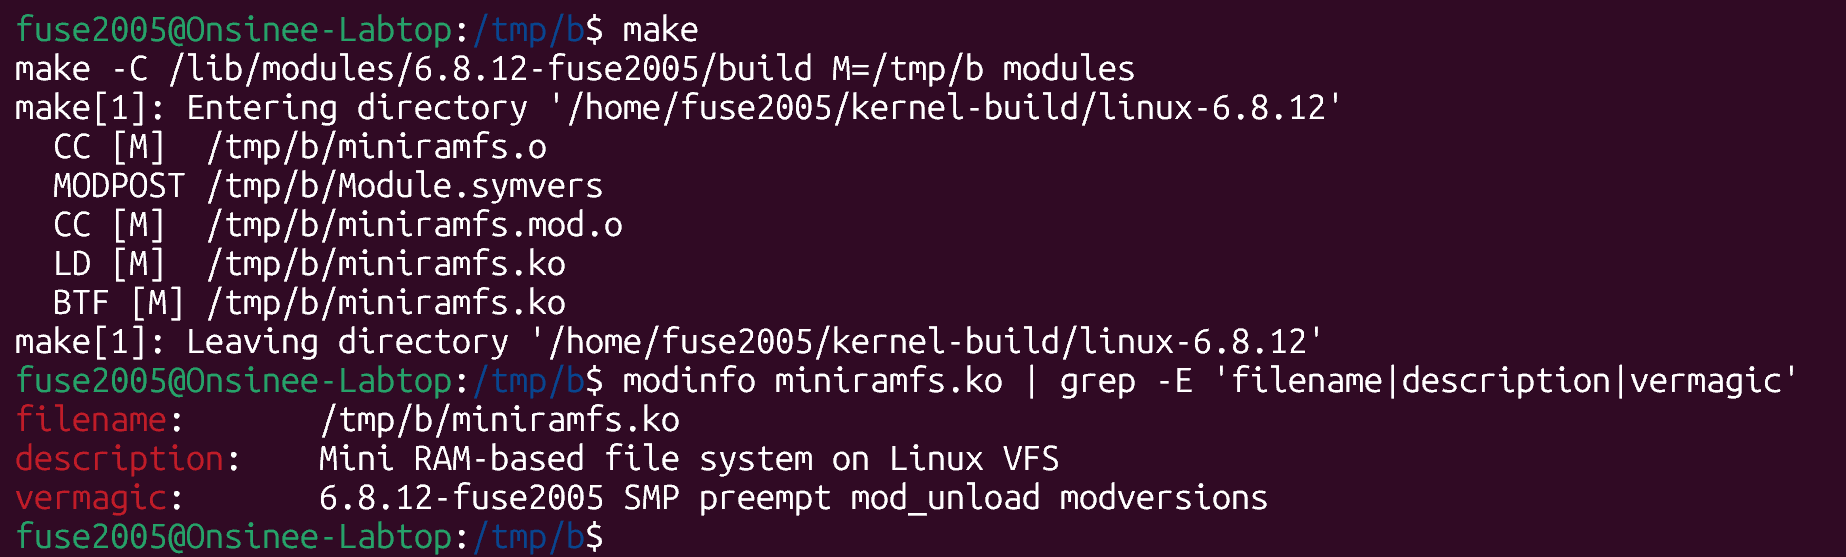 fuse2005@Onsinee-Labtop:/tmp/b$ make
make -C /lib/modules/6.8.12-fuse2005/build M=/tmp/b modules
make[1]: Entering directory '/home/fuse2005/kernel-build/linux-6.8.12'
  CC [M]  /tmp/b/miniramfs.o
  MODPOST /tmp/b/Module.symvers
  CC [M]  /tmp/b/miniramfs.mod.o
  LD [M]  /tmp/b/miniramfs.ko
  BTF [M] /tmp/b/miniramfs.ko
make[1]: Leaving directory '/home/fuse2005/kernel-build/linux-6.8.12'
fuse2005@Onsinee-Labtop:/tmp/b$ modinfo miniramfs.ko | grep -E 'filename|description|vermagic'
filename:       /tmp/b/miniramfs.ko
description:    Mini RAM-based file system on Linux VFS
vermagic:       6.8.12-fuse2005 SMP preempt mod_unload modversions
fuse2005@Onsinee-Labtop:/tmp/b$